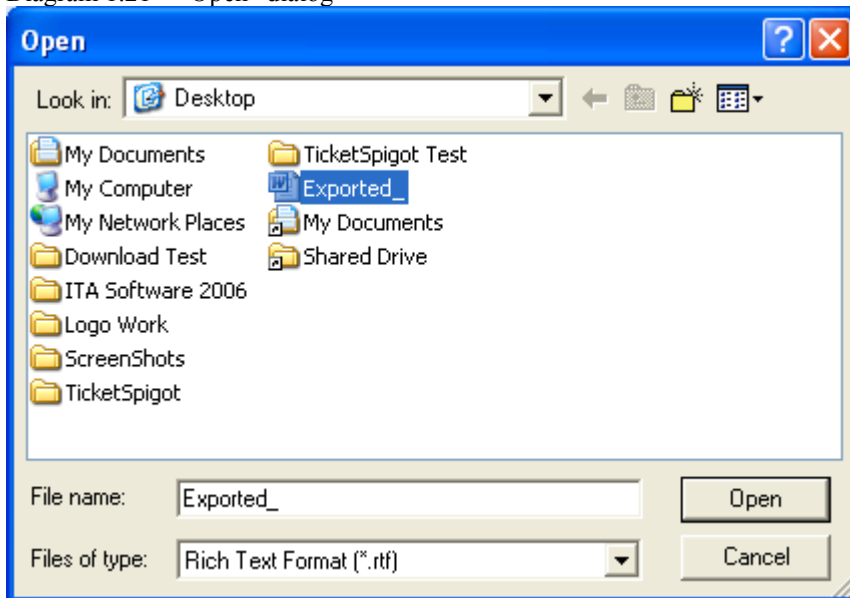 Open
Look in: Desktop
My Documents
My Computer
My Network Places
Download Test
ITA Software 2006
Logo Work
ScreenShots
TicketSpigot
TicketSpigot Test
Exported_
My Documents
Shared Drive
File name: Exported_
Open
Files of type: Rich Text Format (*.rtf)
Cancel